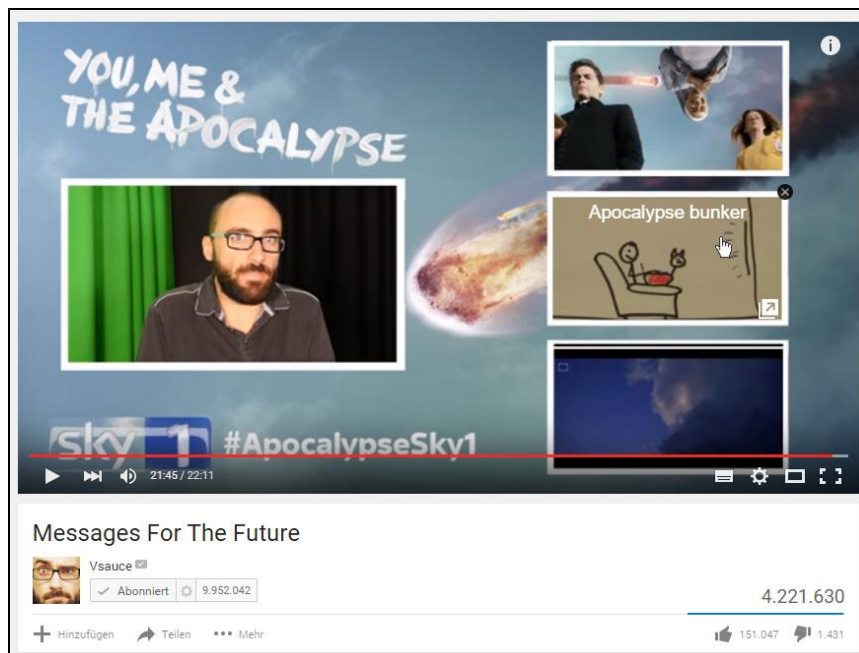 YOU, ME &
THE APOCALYPSE
Apocalypse bunker
sky 1 #ApocalypseSky1
21:45 / 22:11
Messages For The Future
Vsauce
Abonniert 9.952.042
4.221.630
Hinzufügen Teilen Mehr 151.047 1.431